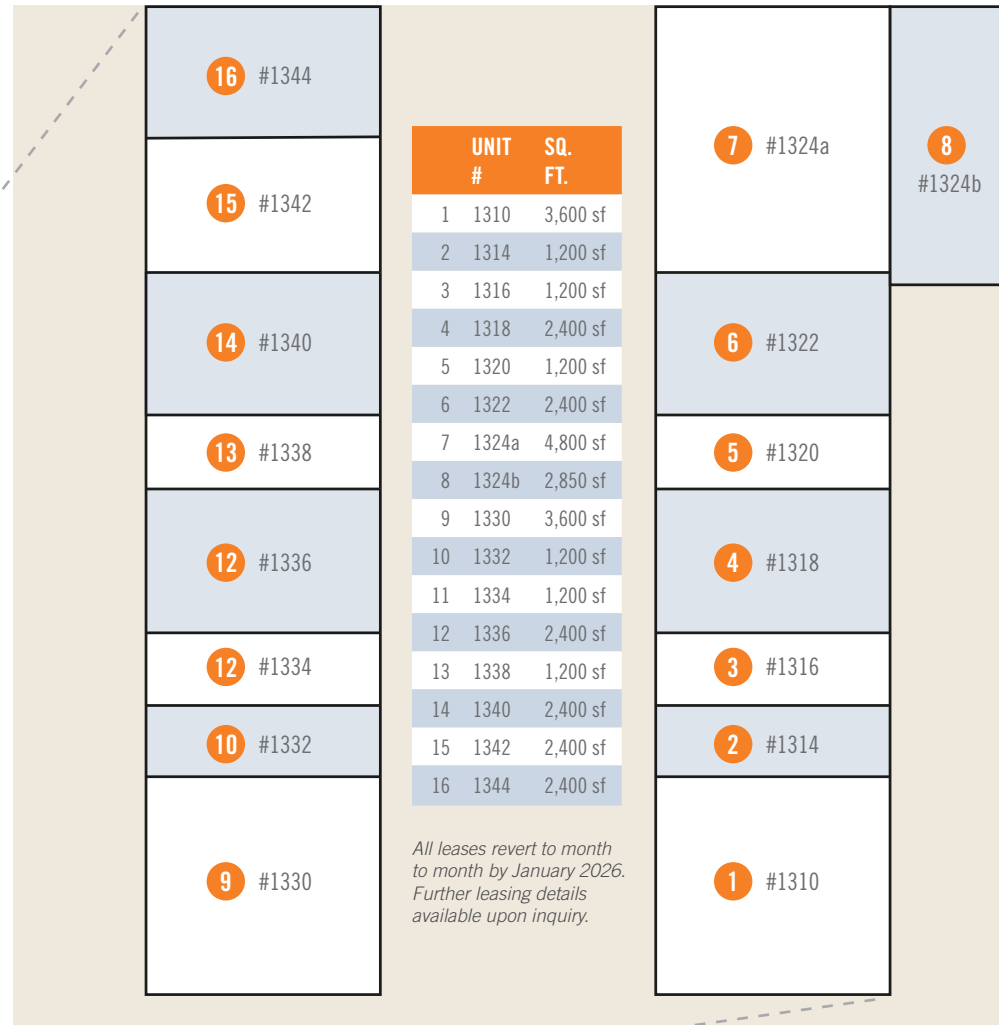 16 #1344
15 #1342
14 #1340
13 #1338
12 #1336
12 #1334
10 #1332
9 #1330
UNIT # SQ. FT.
1 1310 3,600 sf
2 1314 1,200 sf
3 1316 1,200 sf
4 1318 2,400 sf
5 1320 1,200 sf
6 1322 2,400 sf
7 1324a 4,800 sf
8 1324b 2,850 sf
9 1330 3,600 sf
10 1332 1,200 sf
11 1334 1,200 sf
12 1336 2,400 sf
13 1338 1,200 sf
14 1340 2,400 sf
15 1342 2,400 sf
16 1344 2,400 sf
All leases revert to month
to month by January 2026.
Further leasing details
available upon inquiry.
7 #1324a
8
#1324b
6 #1322
5 #1320
4 #1318
3 #1316
2 #1314
1 #1310